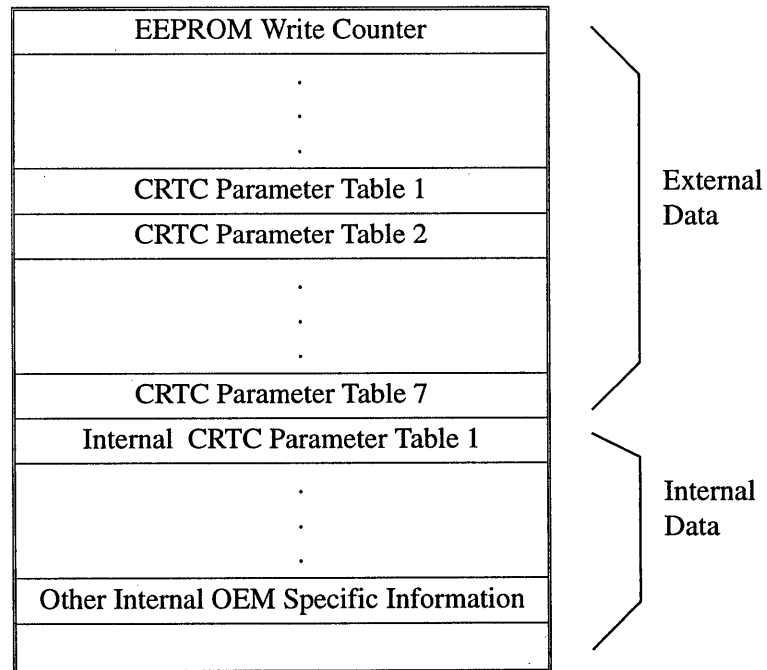 EEPROM Write Counter
.
.
.
CRTC Parameter Table 1
CRTC Parameter Table 2
.
.
.
CRTC Parameter Table 7
Internal CRTC Parameter Table 1
.
.
.
Other Internal OEM Specific Information
External
Data
Internal
Data